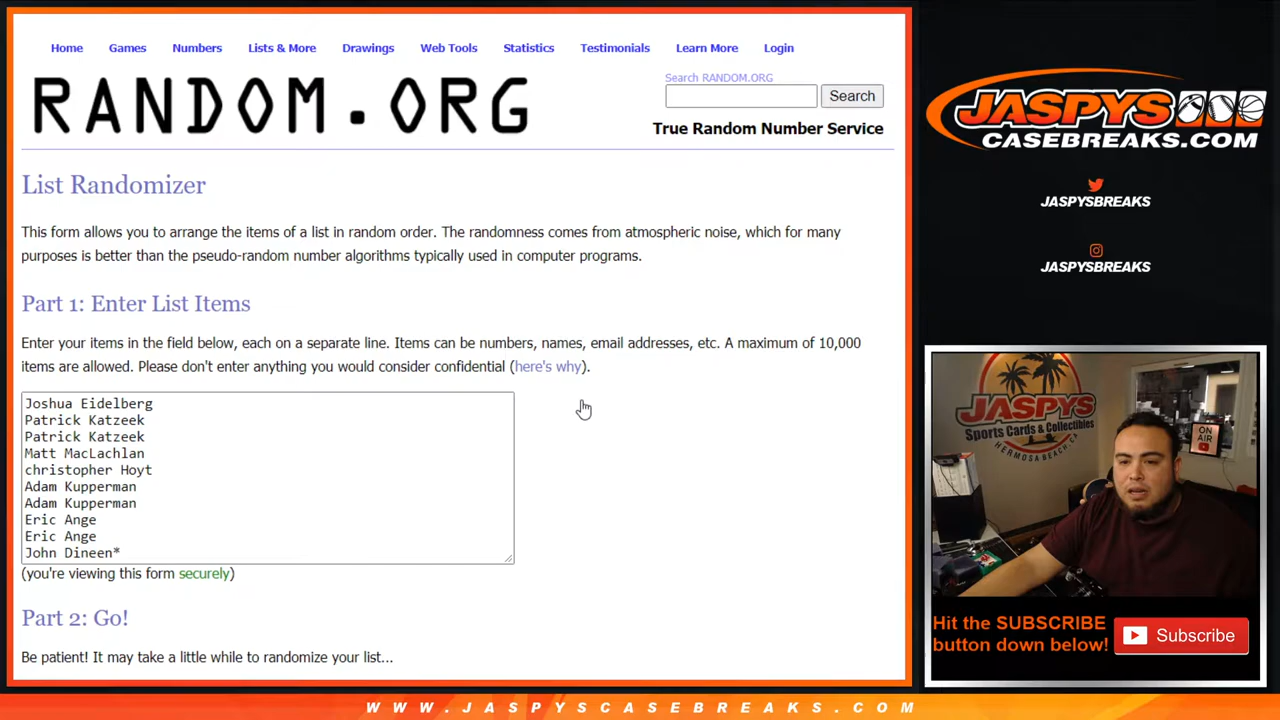 Home Games Numbers Lists & More Drawings Web Tools Statistics Testimonials Learn More Login
RANDOM.ORG
Search RANDOM.ORG
Search
True Random Number Service
List Randomizer
This form allows you to arrange the items of a list in random order. The randomness comes from atmospheric noise, which for many
purposes is better than the pseudo-random number algorithms typically used in computer programs.
Part 1: Enter List Items
Enter your items in the field below, each on a separate line. Items can be numbers, names, email addresses, etc. A maximum of 10,000
items are allowed. Please don't enter anything you would consider confidential (here's why).
Joshua Eidelberg
Patrick Katzeek
Patrick Katzeek
Matt MacLachlan
christopher Hoyt
Adam Kupperman
Adam Kupperman
Eric Ange
Eric Ange
John Dineen*
(you're viewing this form securely)
Part 2: Go!
Be patient! It may take a little while to randomize your list...
JASPYS
CASEBREAKS.COM
JASPYSBREAKS
JASPYSBREAKS
JASPYS
Sports Cards & Collectibles
HERMOSA BEACH, CA
ON
AIR
Hit the SUBSCRIBE
button down below!
Subscribe
WWW.JASPYSCASEBREAKS.COM